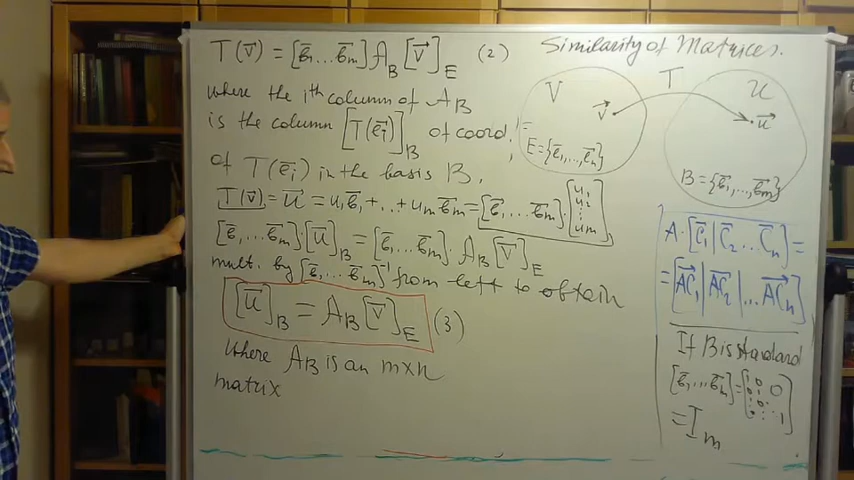 Similarity of Matrices.
T(v⃗) = [b̄₁...b̄ₘ] A_B [v⃗]_E (2)
where the iᵗʰ column of A_B
is the column [T(ēᵢ)]_B of coord.
of T(ēᵢ) in the basis B.
T(v⃗) = u⃗ = u₁b̄₁ + ... + uₘb̄ₘ = [b̄₁...b̄ₘ]·[u₁ u₂ ⋮ uₘ]
[b̄₁...b̄ₘ]·[u⃗]_B = [b̄₁...b̄ₘ]·A_B[v⃗]_E
mult. by [b̄₁...b̄ₘ]⁻¹ from left to obtain
[u⃗]_B = A_B[v⃗]_E (3)
Where A_B is an m×n
matrix
V
T
U
v⃗
u⃗
E = {ē₁,...,ēₙ}
B = {b̄₁,...,b̄ₘ}
A·[C̄₁|C̄₂...C̄ₙ] =
= [AC̄₁|AC̄₂|...AC̄ₙ]
If B is standard
[b̄₁...b̄ₘ] = [1 0 0 ⋱ 1]
= Iₘ